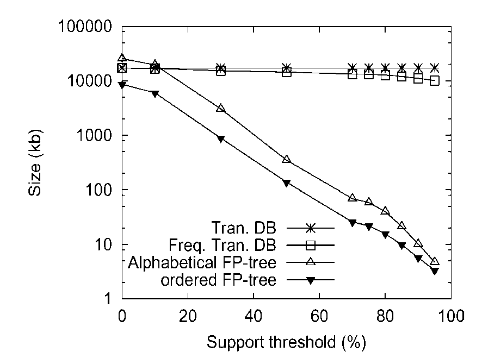 100000
10000
1000
100
10
1
Size (kb)
Tran. DB
Freq. Tran. DB
Alphabetical FP-tree
ordered FP-tree
0 20 40 60 80 100
Support threshold (%)